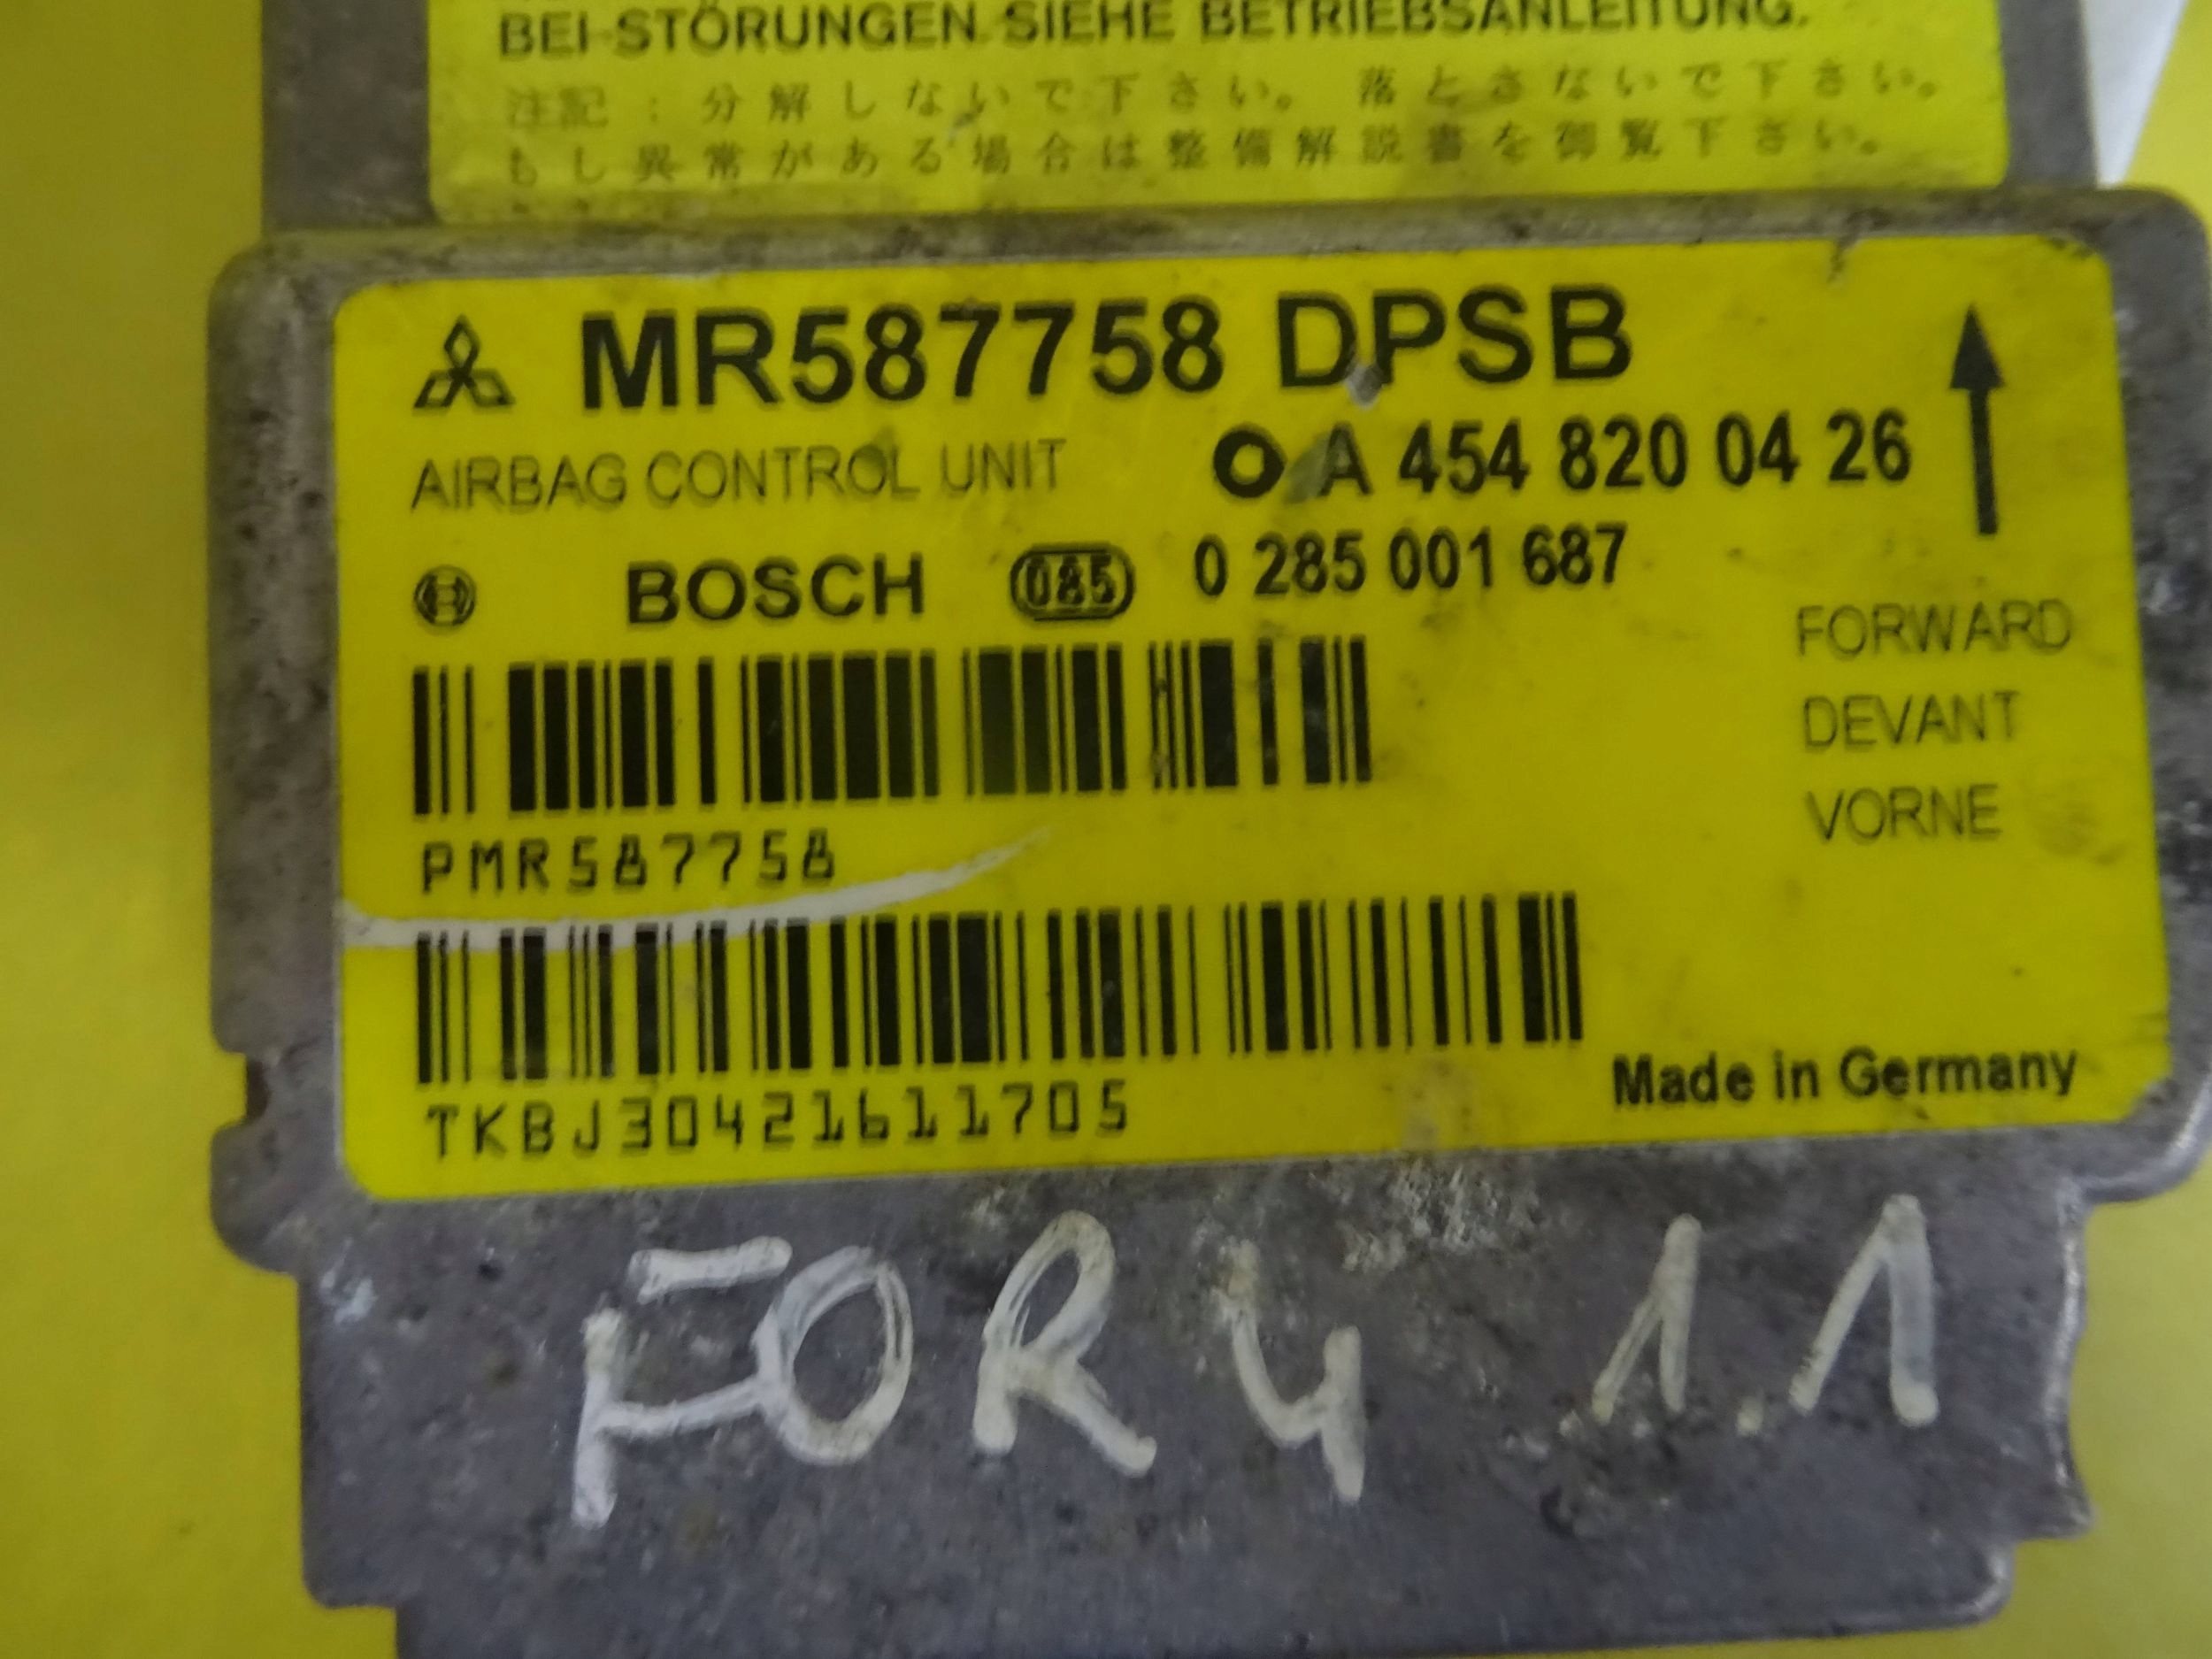 BEI STÖRUNGEN SIEHE BETRIEBSANLEITUNG.
注記：分解しないで下さい。 落とさないで下さい。
もし異常がある場合は整備解説書を御覧下さい。
MR587758 DPSB
AIRBAG CONTROL UNIT A 454 820 04 26
BOSCH 085 0 285 001 687
FORWARD
DEVANT
VORNE
PMR587758
TKBJ30421611705
Made in Germany
FOR 4 1.1